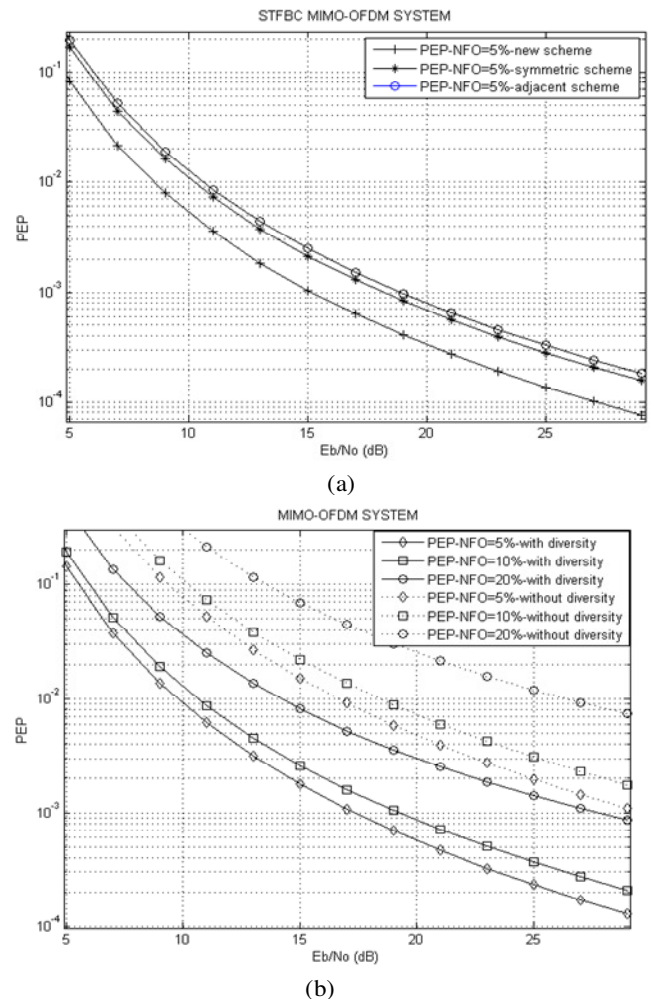 STFBC MIMO-OFDM SYSTEM
PEP-NFO=5%-new scheme
PEP-NFO=5%-symmetric scheme
PEP-NFO=5%-adjacent scheme
10^-1
10^-2
10^-3
10^-4
PEP
5 10 15 20 25
Eb/No (dB)
(a)
MIMO-OFDM SYSTEM
PEP-NFO=5%-with diversity
PEP-NFO=10%-with diversity
PEP-NFO=20%-with diversity
PEP-NFO=5%-without diversity
PEP-NFO=10%-without diversity
PEP-NFO=20%-without diversity
10^-1
10^-2
10^-3
10^-4
PEP
5 10 15 20 25
Eb/No (dB)
(b)